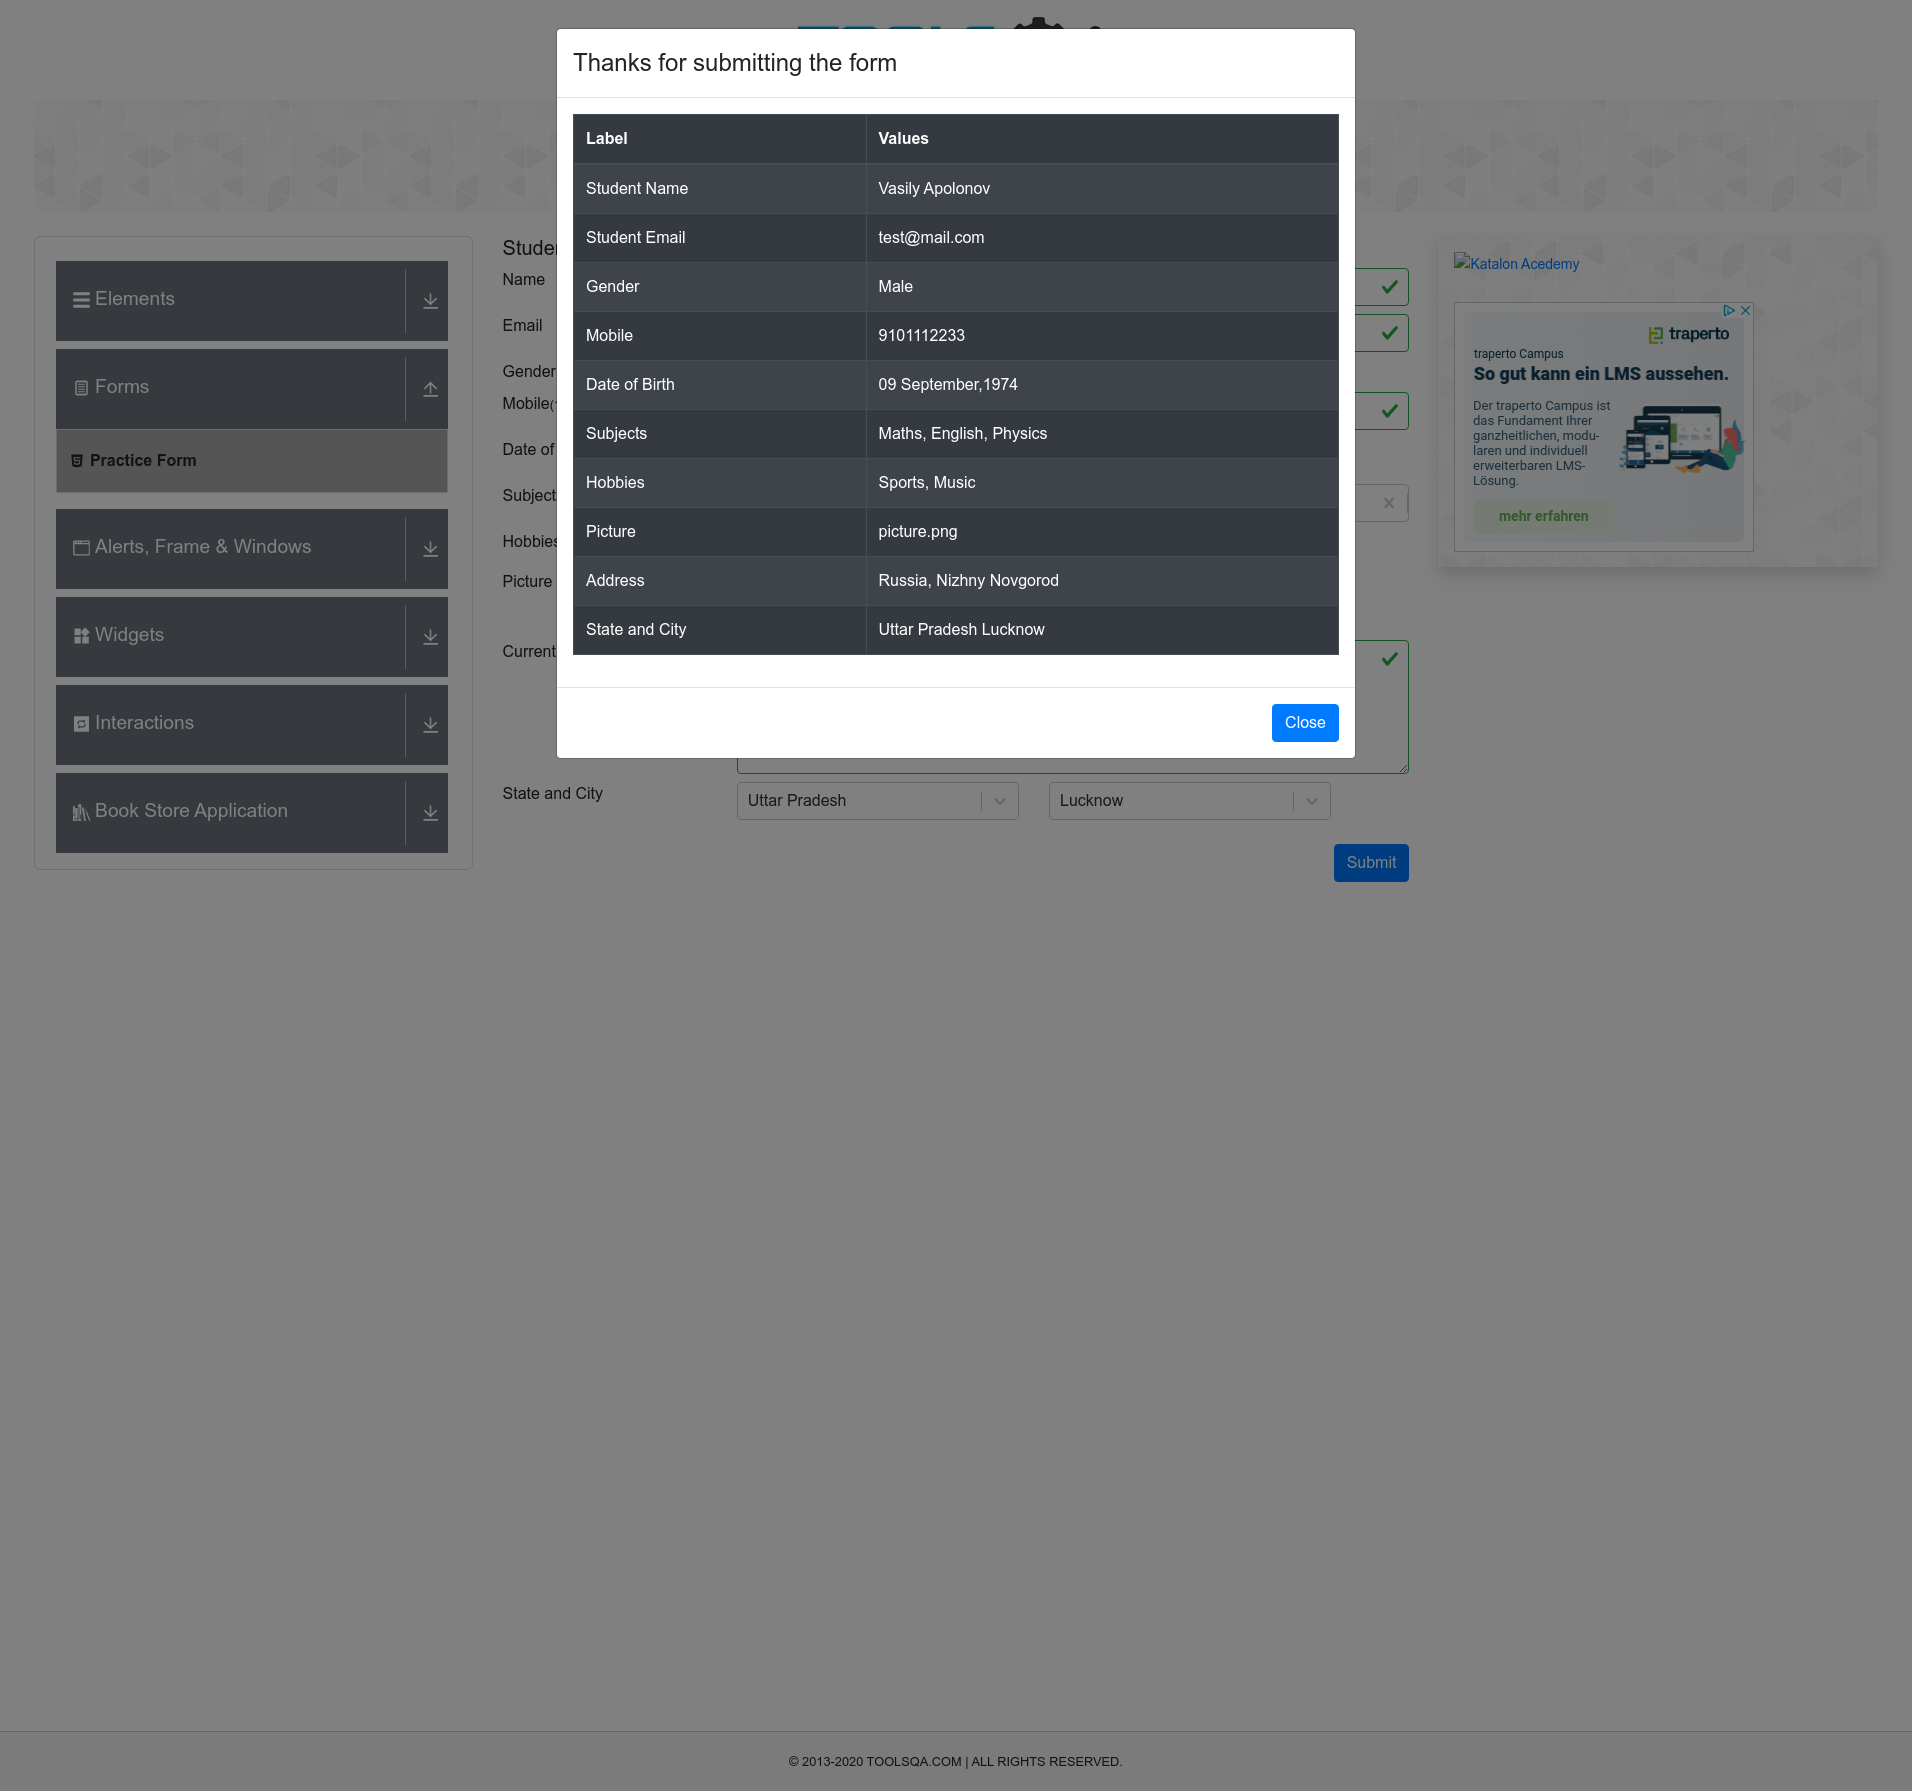 Thanks for submitting the form
Label Values
Student Name Vasily Apolonov
Student Email test@mail.com
Gender Male
Mobile 9101112233
Date of Birth 09 September,1974
Subjects Maths, English, Physics
Hobbies Sports, Music
Picture picture.png
Address Russia, Nizhny Novgorod
State and City Uttar Pradesh Lucknow
Close
Elements
Forms
Practice Form
Alerts, Frame & Windows
Widgets
Interactions
Book Store Application
Name
Email
Gender
Mobile
Date of
Hobbies
Picture
Current
State and City Uttar Pradesh Lucknow
Submit
Katalon Acedemy
traperto
traperto Campus
So gut kann ein LMS aussehen.
Der traperto Campus ist
das Fundament Ihrer
ganzheitlichen, modu-
laren und individuell
erweiterbaren LMS-
Lösung.
mehr erfahren
© 2013-2020 TOOLSQA.COM | ALL RIGHTS RESERVED.